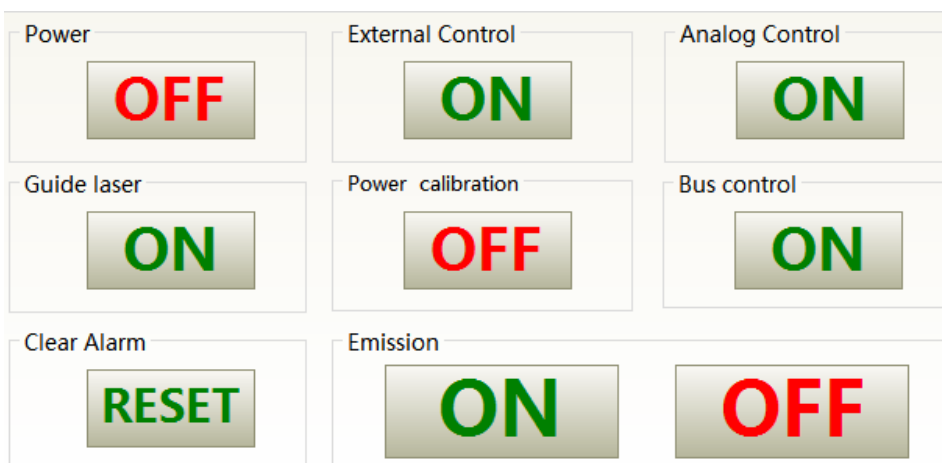 Power External Control Analog Control
OFF ON ON
Guide laser Power calibration Bus control
ON OFF ON
Clear Alarm Emission
RESET ON OFF